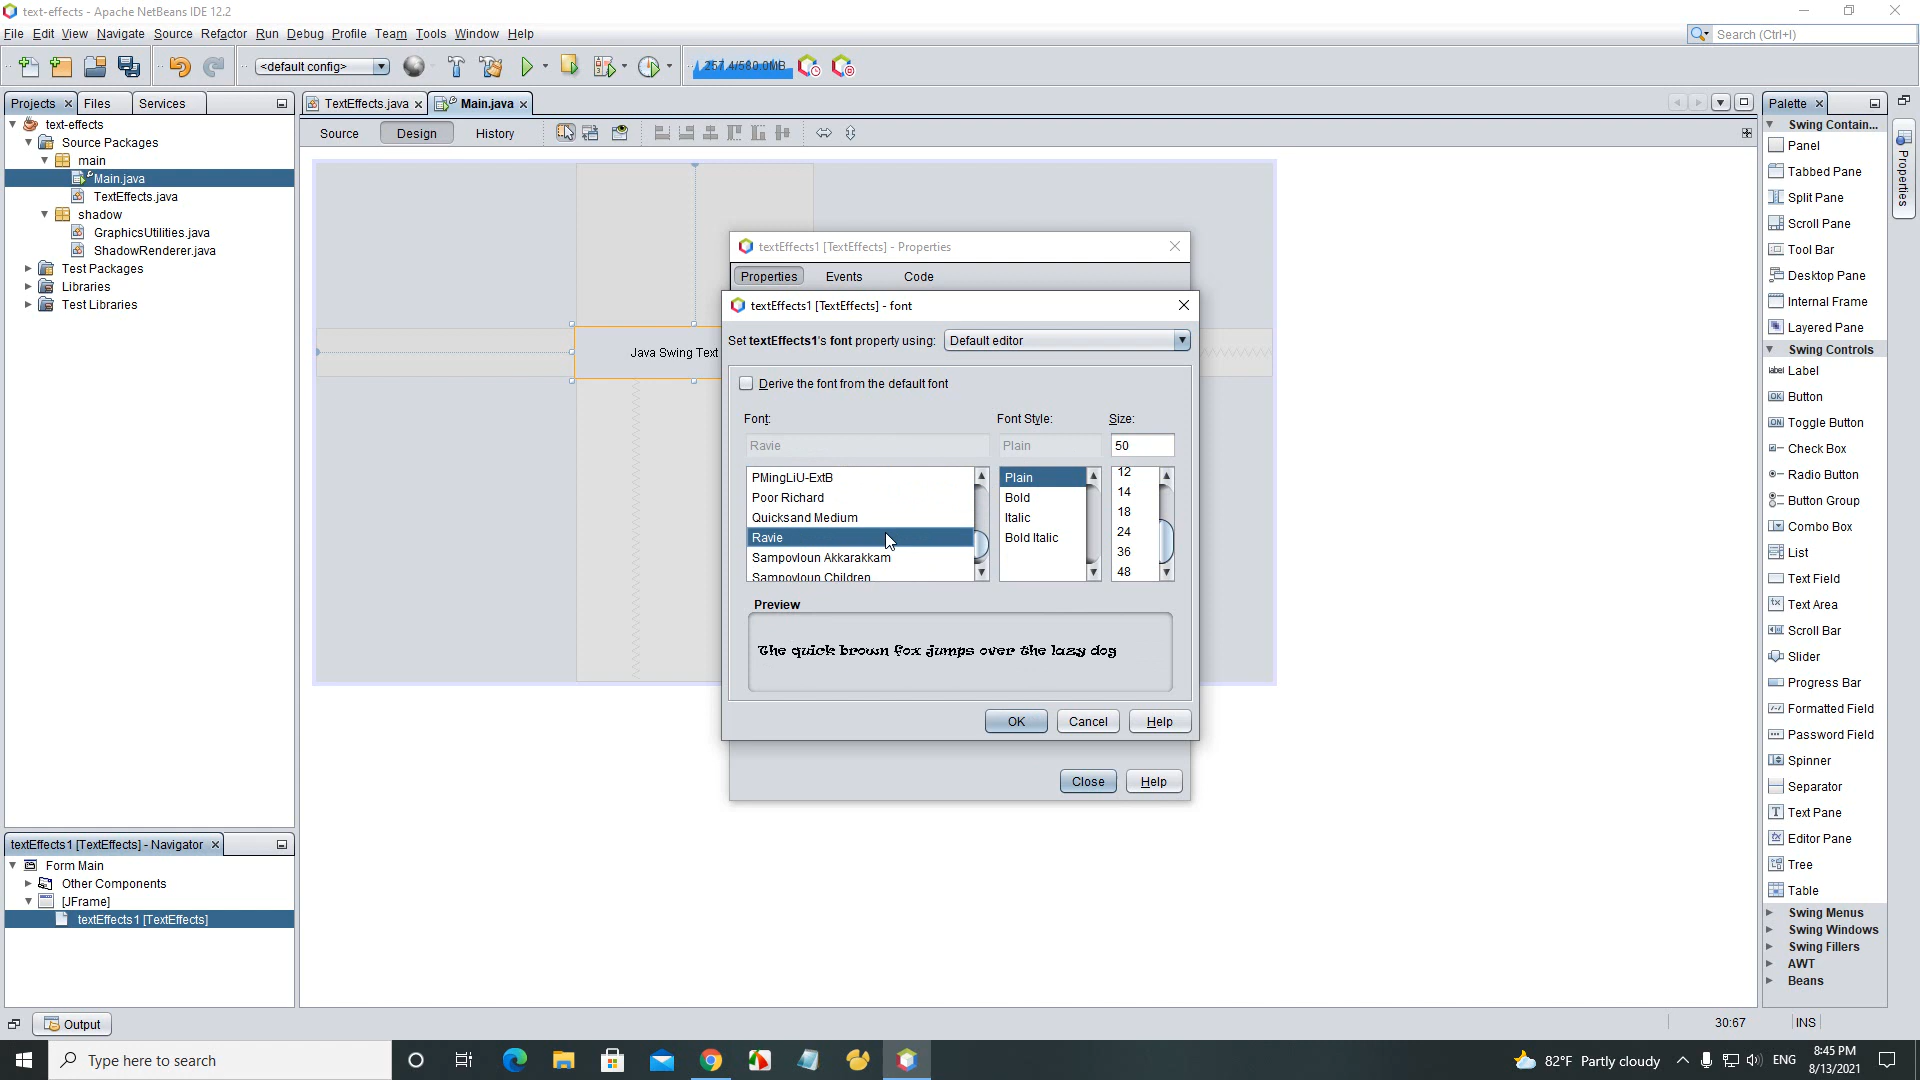 text-effects - Apache NetBeans IDE 12.2
File Edit View Navigate Source Refactor Run Debug Profile Team Tools Window Help
Search (Ctrl+I)
<default config>
257.4/580.0MB
Projects Files Services
TextEffects.java Main.java
Palette
Source Design History
Properties
text-effects
Source Packages
main
Main.java
TextEffects.java
shadow
GraphicsUtilities.java
ShadowRenderer.java
Test Packages
Libraries
Test Libraries
Java Swing Text
textEffects1 [TextEffects] - Properties
Properties Events Code
textEffects1 [TextEffects] - font
Set textEffects1's font property using: Default editor
Derive the font from the default font
Font: Font Style: Size:
Ravie Plain 50
PMingLiU-ExtB
Poor Richard
Quicksand Medium
Ravie
Sampovloun Akkarakkam
Sampovloun Children
Plain
Bold
Italic
Bold Italic
12
14
18
24
36
48
Preview
The quick brown fox jumps over the lazy dog
OK Cancel Help
Close Help
Swing Contain...
Panel
Tabbed Pane
Split Pane
Scroll Pane
Tool Bar
Desktop Pane
Internal Frame
Layered Pane
Swing Controls
label Label
OK Button
ON Toggle Button
Check Box
Radio Button
Button Group
Combo Box
List
Text Field
Text Area
Scroll Bar
Slider
Progress Bar
Formatted Field
Password Field
Spinner
Separator
Text Pane
Editor Pane
Tree
Table
Swing Menus
Swing Windows
Swing Fillers
AWT
Beans
textEffects1 [TextEffects] - Navigator
Form Main
Other Components
[JFrame]
textEffects1 [TextEffects]
Output
30:67 INS
Type here to search
82°F Partly cloudy
ENG
8:45 PM
8/13/2021